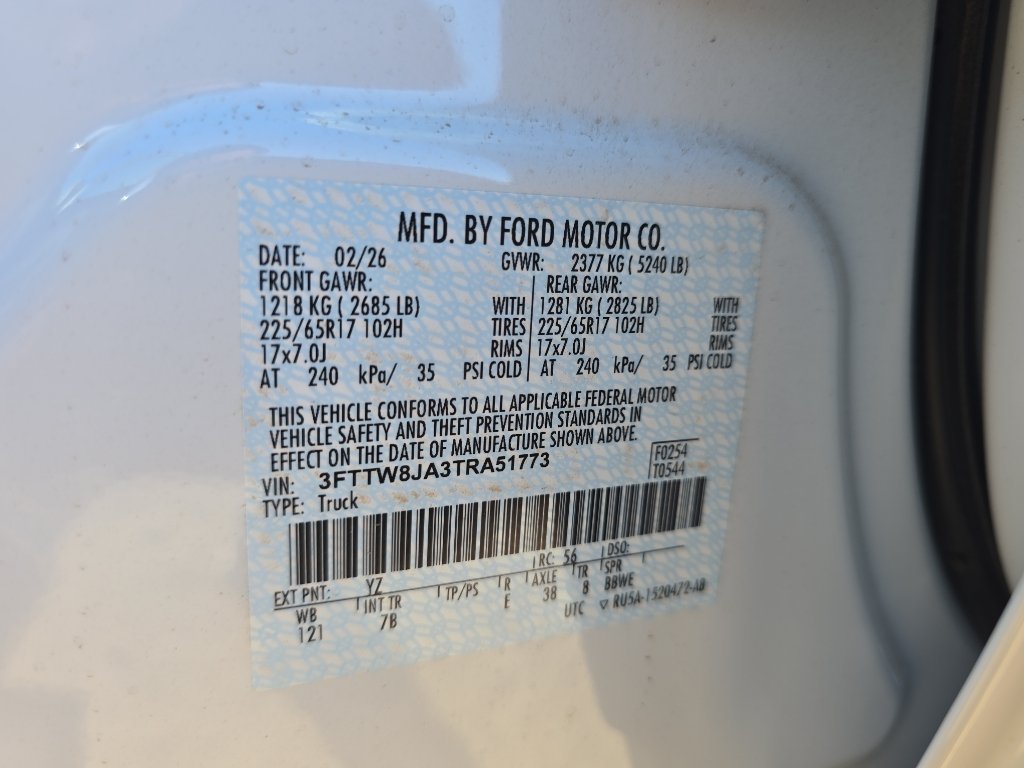 MFD. BY FORD MOTOR CO.
DATE: 02/26 GVWR: 2377 KG ( 5240 LB)
FRONT GAWR: REAR GAWR:
1218 KG ( 2685 LB) WITH 1281 KG ( 2825 LB) WITH
225/65R17 102H TIRES 225/65R17 102H TIRES
17x7.0J RIMS 17x7.0J RIMS
AT 240 kPa/ 35 PSI COLD AT 240 kPa/ 35 PSI COLD
THIS VEHICLE CONFORMS TO ALL APPLICABLE FEDERAL MOTOR
VEHICLE SAFETY AND THEFT PREVENTION STANDARDS IN
EFFECT ON THE DATE OF MANUFACTURE SHOWN ABOVE.
VIN: 3FTTW8JA3TRA51773 F0254
TYPE: Truck T0544
EXT PNT: YZ RC: 56 DSO:
WB INT TR TP/PS R AXLE TR SPR
121 7B E 38 8 BBWE
UTC ▽ RU5A-1520472-AB